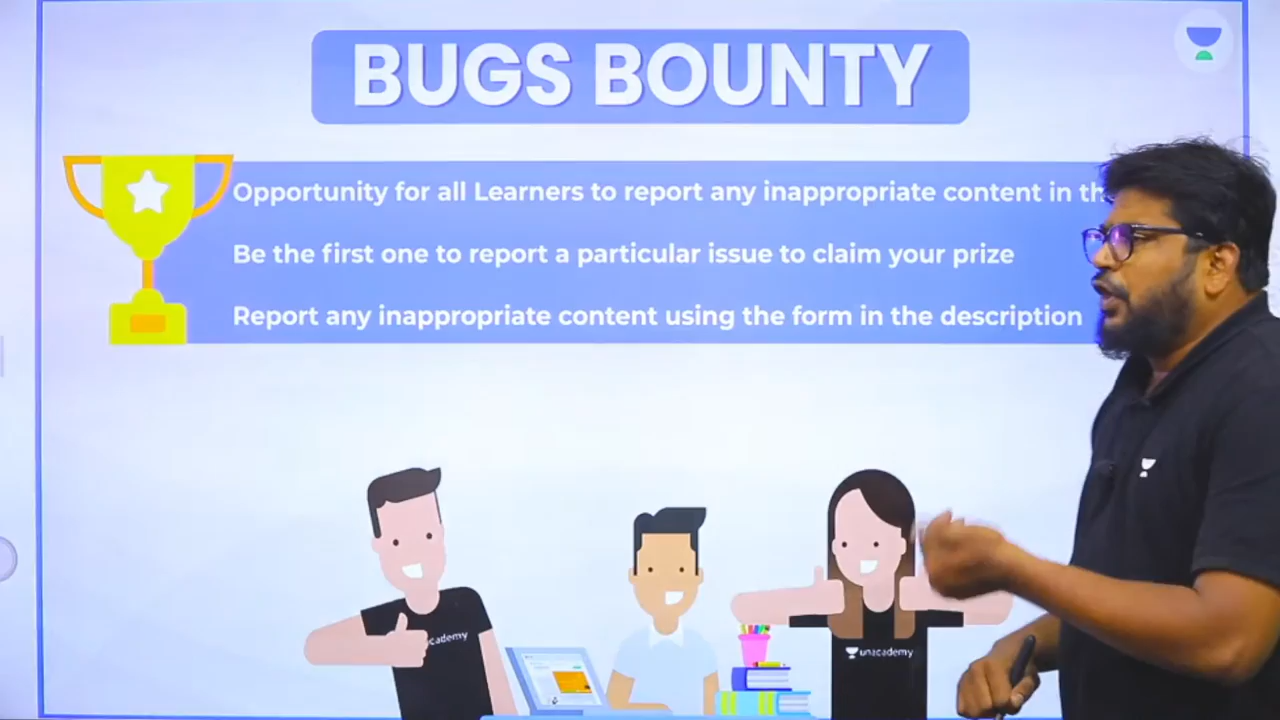 BUGS BOUNTY
Opportunity for all Learners to report any inappropriate content in
Be the first one to report a particular issue to claim your prize
Report any inappropriate content using the form in the description
unacademy